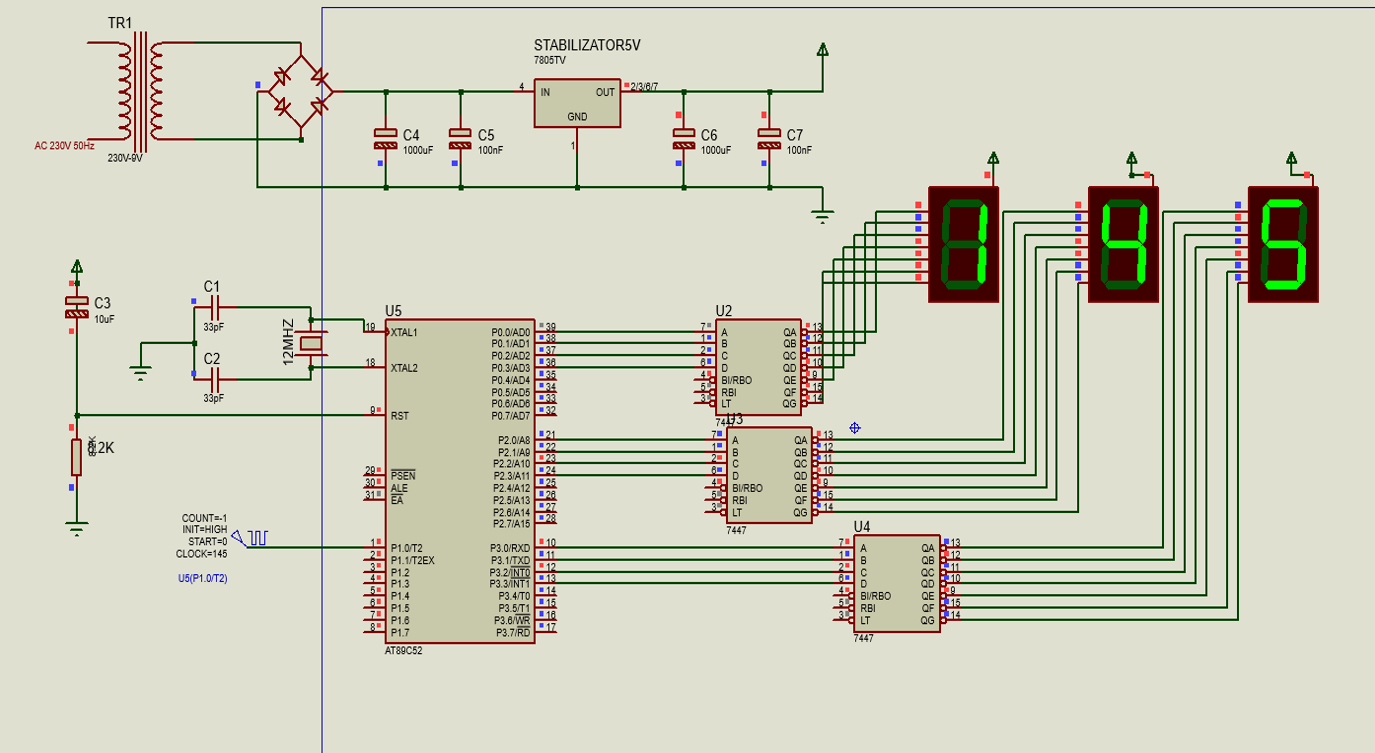 TR1
AC 230V 50Hz
230V-9V
STABILIZATOR5V
7805TV
4
IN
OUT
2/3/6/7
GND
1
C4
1000uF
C5
100nF
C6
1000uF
C7
100nF
1
4
5
C3
10uF
C1
33pF
C2
33pF
12MHZ
U5
19
XTAL1
18
XTAL2
9
RST
29
PSEN
30
ALE
31
EA
1
P1.0/T2
2
P1.1/T2EX
3
P1.2
4
P1.3
5
P1.4
6
P1.5
7
P1.6
8
P1.7
P0.0/AD0
39
P0.1/AD1
38
P0.2/AD2
37
P0.3/AD3
36
P0.4/AD4
35
P0.5/AD5
34
P0.6/AD6
33
P0.7/AD7
32
P2.0/A8
21
P2.1/A9
22
P2.2/A10
23
P2.3/A11
24
P2.4/A12
25
P2.5/A13
26
P2.6/A14
27
P2.7/A15
28
P3.0/RXD
10
P3.1/TXD
11
P3.2/INT0
12
P3.3/INT1
13
P3.4/T0
14
P3.5/T1
15
P3.6/WR
16
P3.7/RD
17
AT89C52
COUNT=-1
INIT=HIGH
START=0
CLOCK=145
U5(P1.0/T2)
U2
7
A
QA
13
1
B
QB
12
2
C
QC
11
6
D
QD
10
4
BI/RBO
QE
9
5
RBI
QF
15
3
LT
QG
14
7447
U3
7
A
QA
13
1
B
QB
12
2
C
QC
11
6
D
QD
10
4
BI/RBO
QE
9
5
RBI
QF
15
3
LT
QG
14
7447
U4
7
A
QA
13
1
B
QB
12
2
C
QC
11
6
D
QD
10
4
BI/RBO
QE
9
5
RBI
QF
15
3
LT
QG
14
7447